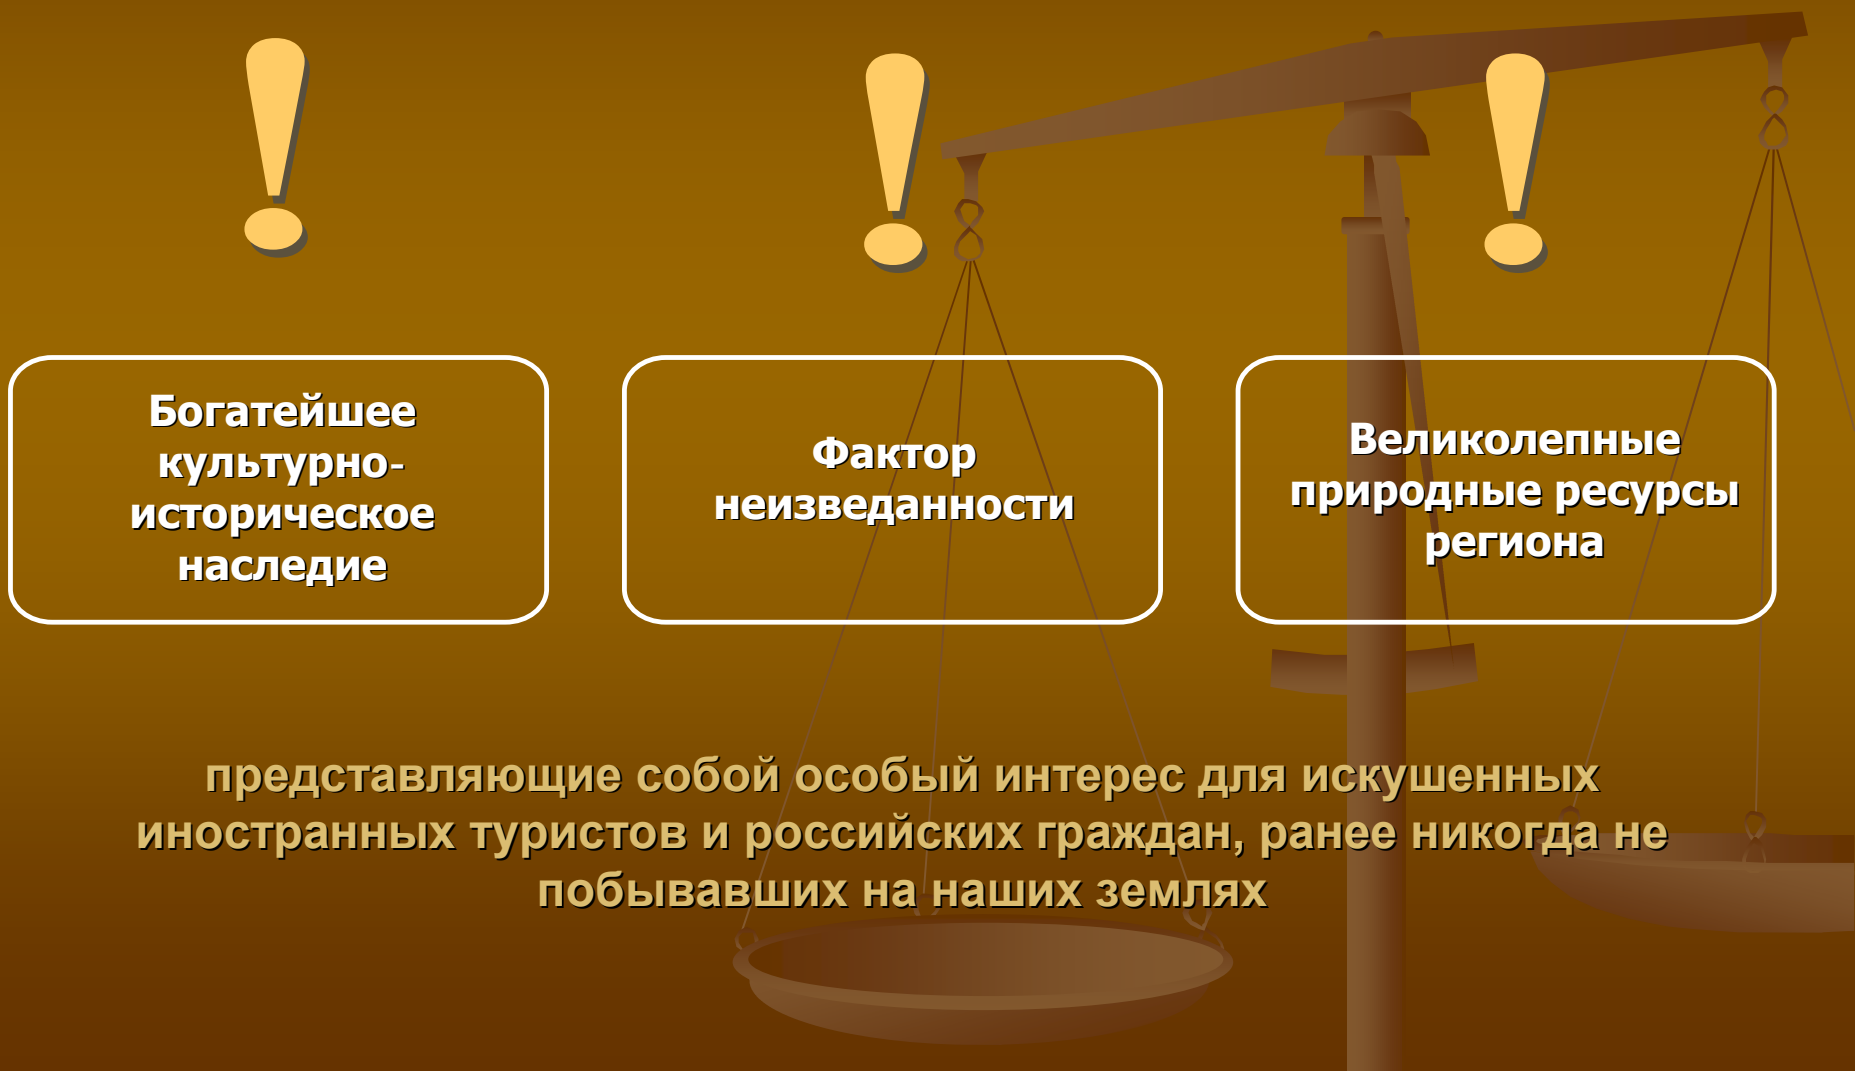 !
!
!
Богатейшее
культурно-
историческое
наследие
Фактор
неизведанности
Великолепные
природные ресурсы
региона
представляющие собой особый интерес для искушенных
иностранных туристов и российских граждан, ранее никогда не
побывавших на наших землях